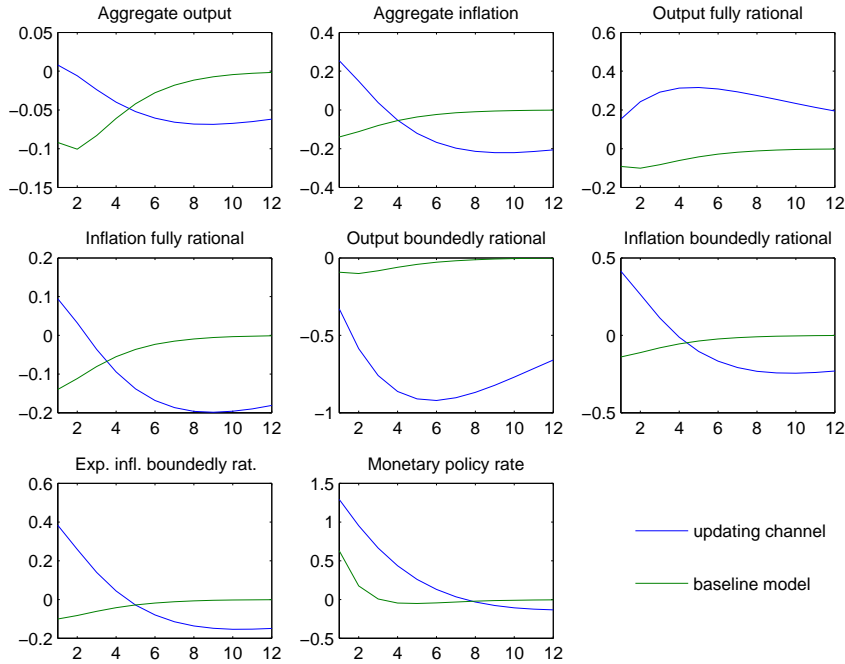 Aggregate output
0.05
0
−0.05
−0.1
−0.15
2 4 6 8 10 12
Aggregate inflation
0.4
0.2
0
−0.2
−0.4
2 4 6 8 10 12
Output fully rational
0.6
0.4
0.2
0
−0.2
2 4 6 8 10 12
Inflation fully rational
0.2
0.1
0
−0.1
−0.2
2 4 6 8 10 12
Output boundedly rational
0
−0.5
−1
2 4 6 8 10 12
Inflation boundedly rational
0.5
0
−0.5
2 4 6 8 10 12
Exp. infl. boundedly rat.
0.6
0.4
0.2
0
−0.2
2 4 6 8 10 12
Monetary policy rate
1.5
1
0.5
0
−0.5
2 4 6 8 10 12
updating channel
baseline model